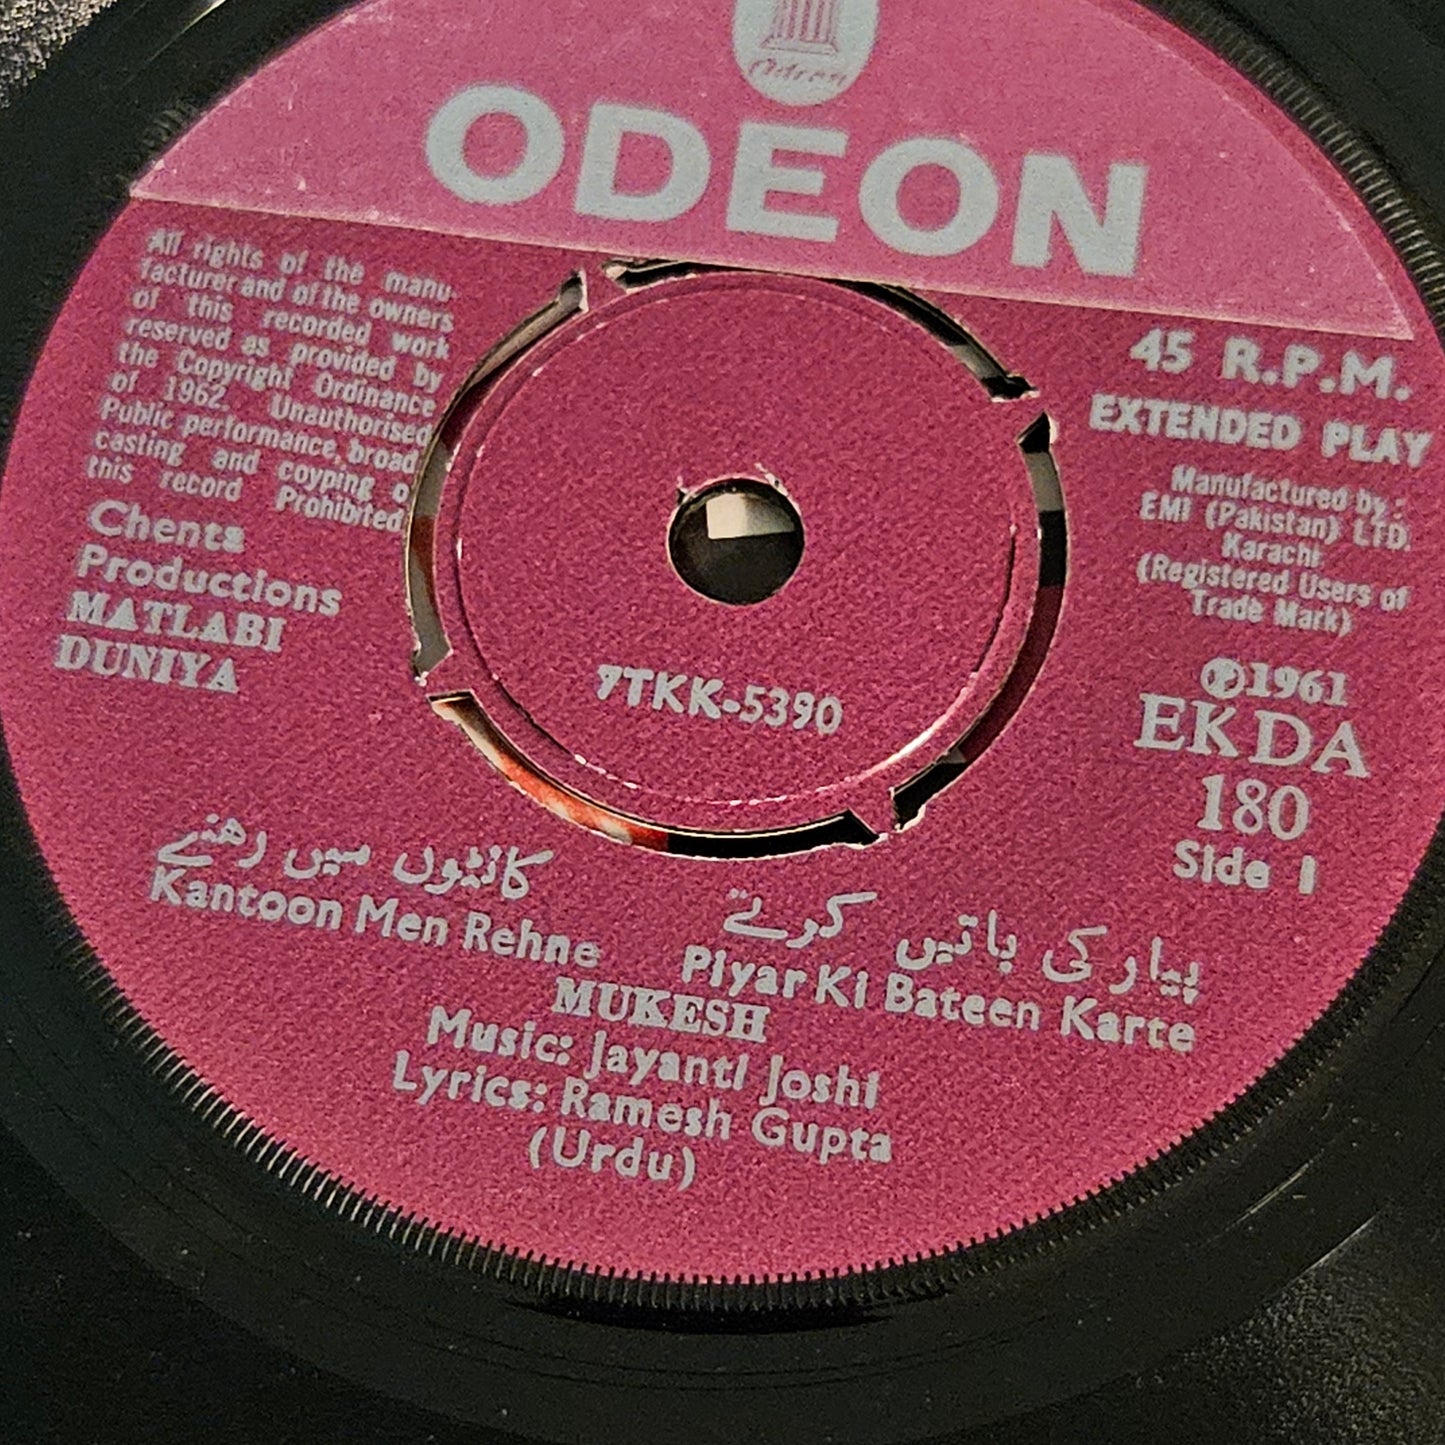 Odeon
ODEON
All rights of the manu
facturer and of the owners
of this recorded work
reserved as provided by
the Copyright Ordinance
of 1962. Unauthorised
Public performance, broad
casting and coyping o
this record Prohibited
Chenta
Productions
MATLABI
DUNIYA
45 R.P.M.
EXTENDED PLAY
Manufactured by:
EMI (Pakistan) LTD.
Karachi
(Registered Users of
Trade Mark)
℗1961
EKDA
180
Side 1
7TKK-5390
کانٹوں میں رھنے
Kantoon Men Rehne
پیار کی باتیں کرتے
Piyar Ki Bateen Karte
MUKESH
Music: Jayanti Joshi
Lyrics: Ramesh Gupta
(Urdu)